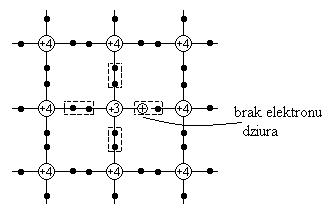 +4 +4 +4
+4 +3 + +4
brak elektronu
dziura
+4 +4 +4